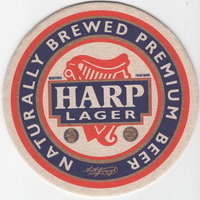 NATURALLY BREWED PREMIUM BEER
HARP
LAGER